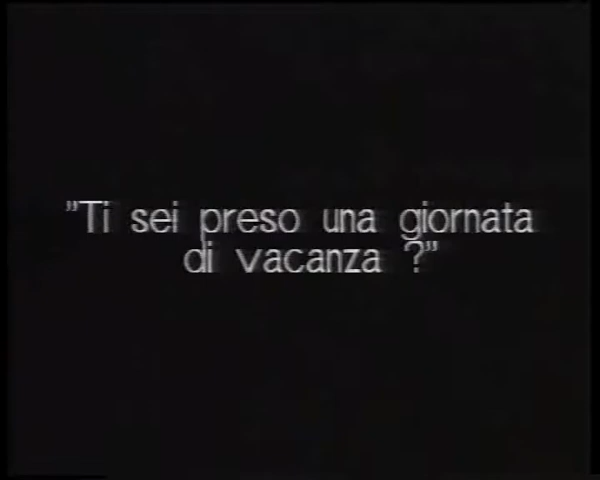 "Ti sei preso una giornata
di vacanza ?"